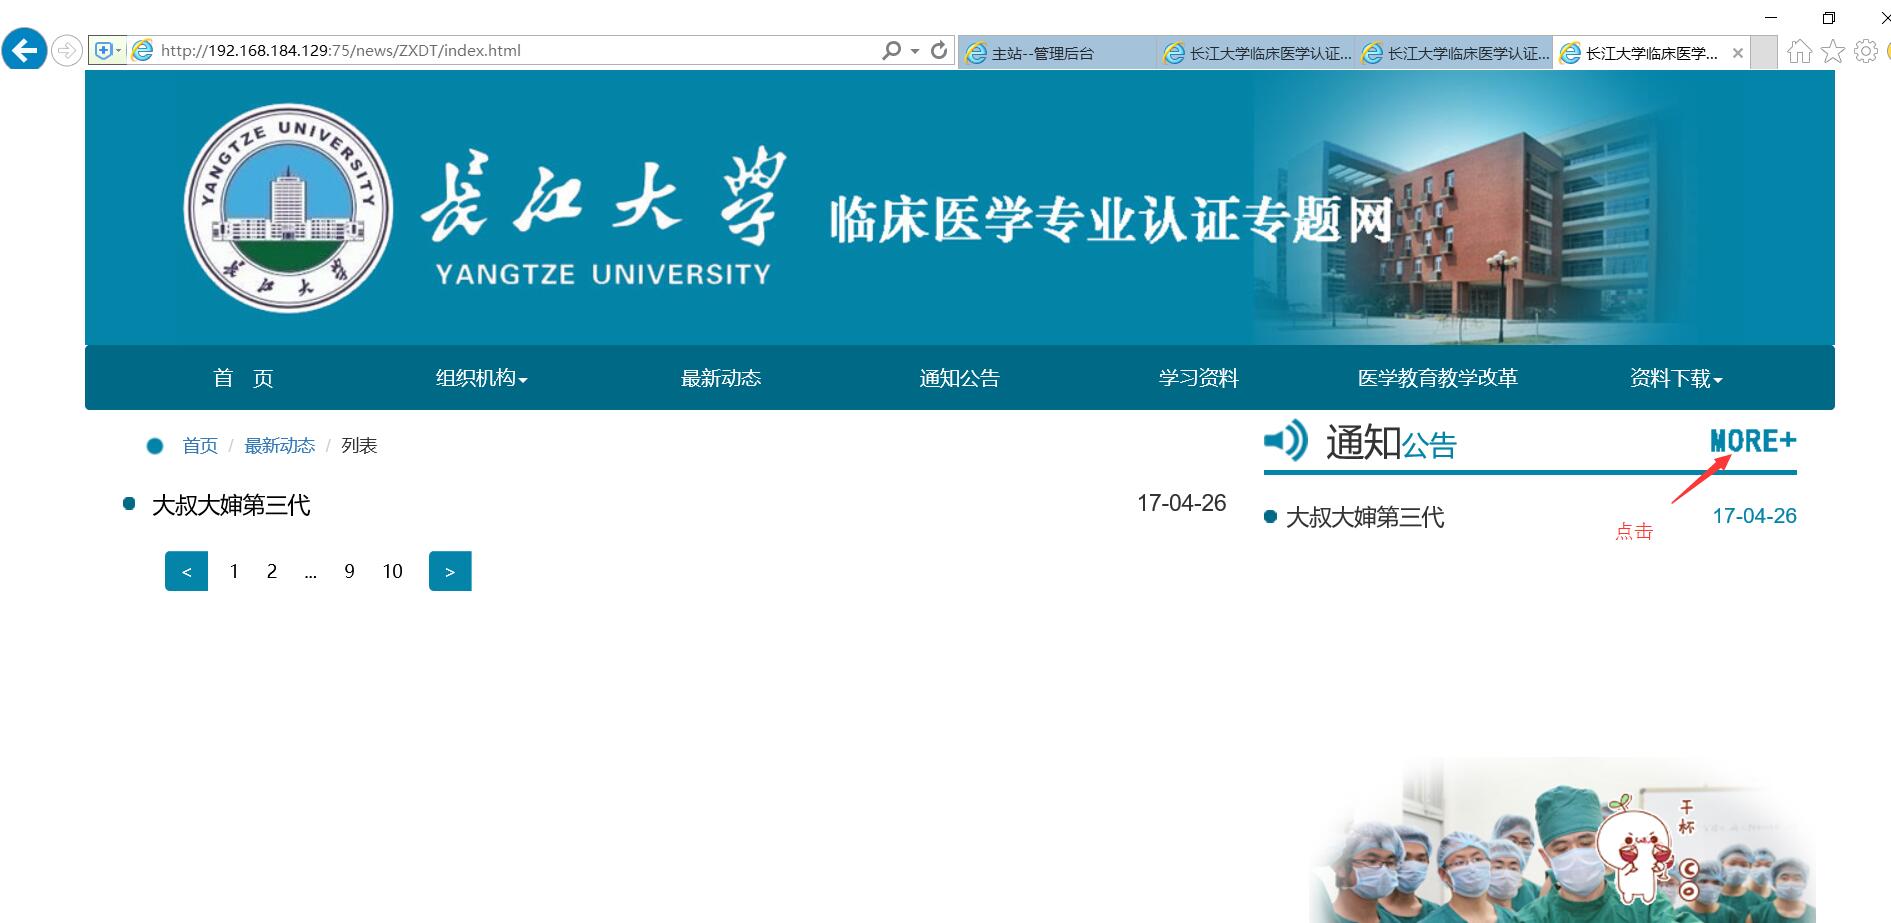 http://192.168.184.129:75/news/ZXDT/index.html
主站--管理后台
长江大学临床医学认证...
长江大学临床医学认证...
长江大学临床医学...
YANGTZE UNIVERSITY
长江大学
长江大学
YANGTZE UNIVERSITY
临床医学专业认证专题网
首 页
组织机构
最新动态
通知公告
学习资料
医学教育教学改革
资料下载
首页 / 最新动态 / 列表
大叔大婶第三代 17-04-26
< 1 2 ... 9 10 >
通知公告 MORE+
大叔大婶第三代 17-04-26
点击
干杯